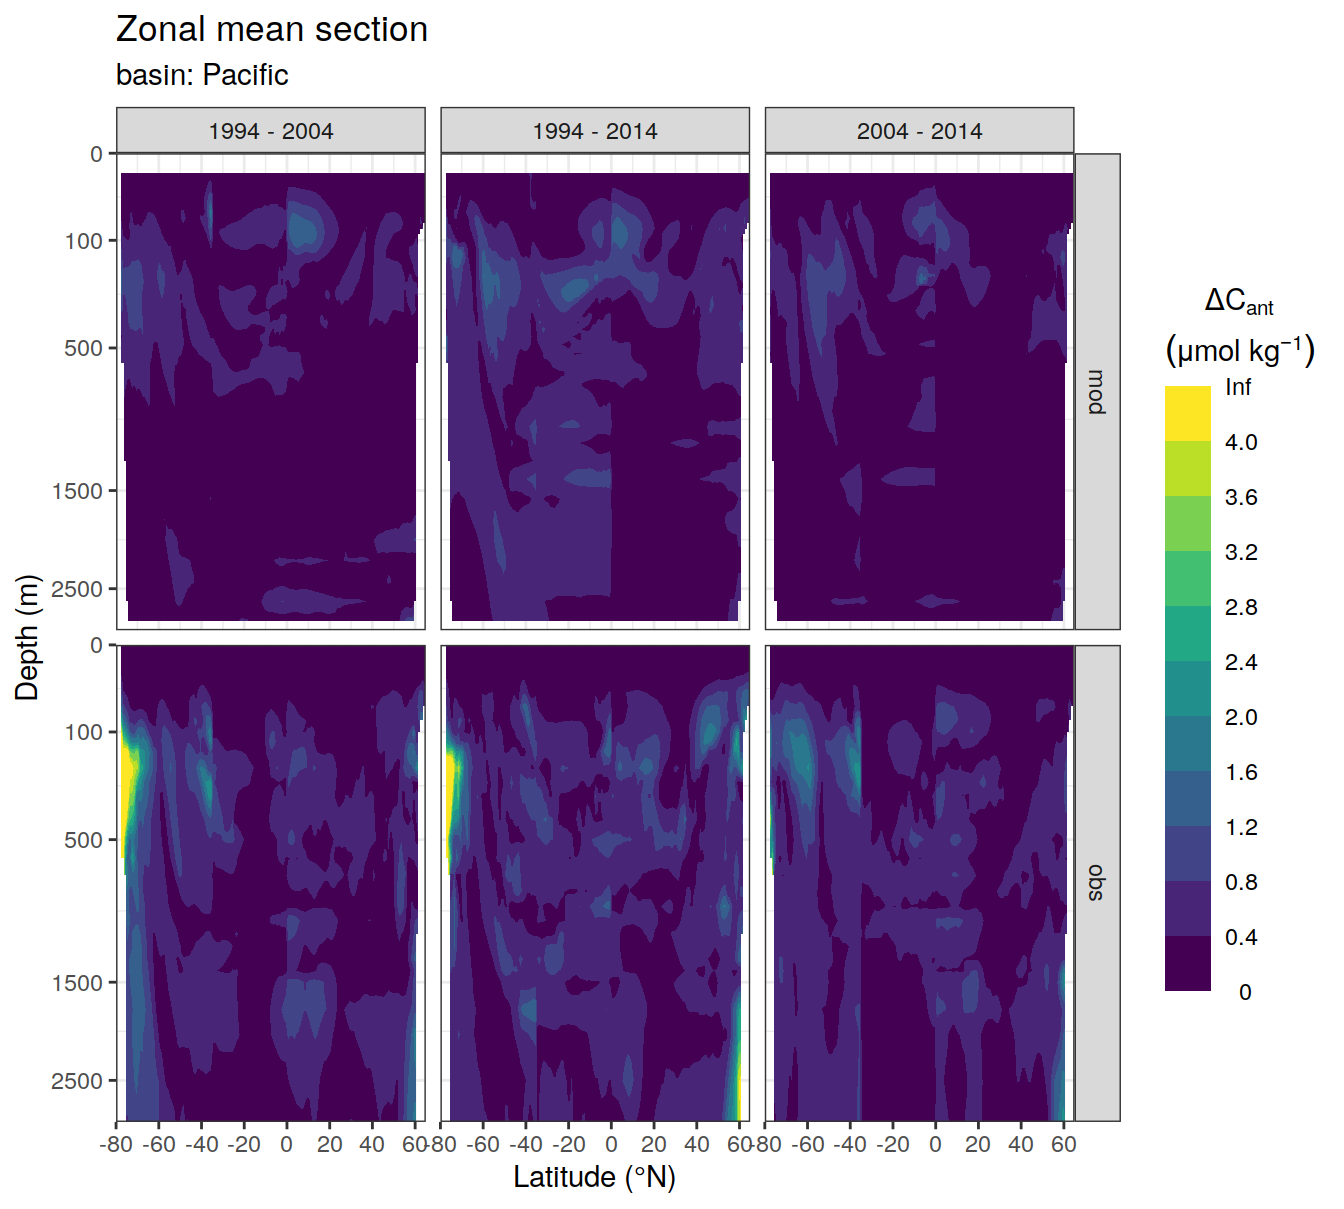 Zonal mean section
basin: Pacific
1994 - 2004
1994 - 2014
2004 - 2014
0
100
500
1500
2500
mod
0
100
500
1500
2500
obs
Depth (m)
-80 -60 -40 -20 0 20 40 60
-80 -60 -40 -20 0 20 40 60
-80 -60 -40 -20 0 20 40 60
Latitude (°N)
ΔCant
(μmol kg⁻¹)
Inf
4.0
3.6
3.2
2.8
2.4
2.0
1.6
1.2
0.8
0.4
0